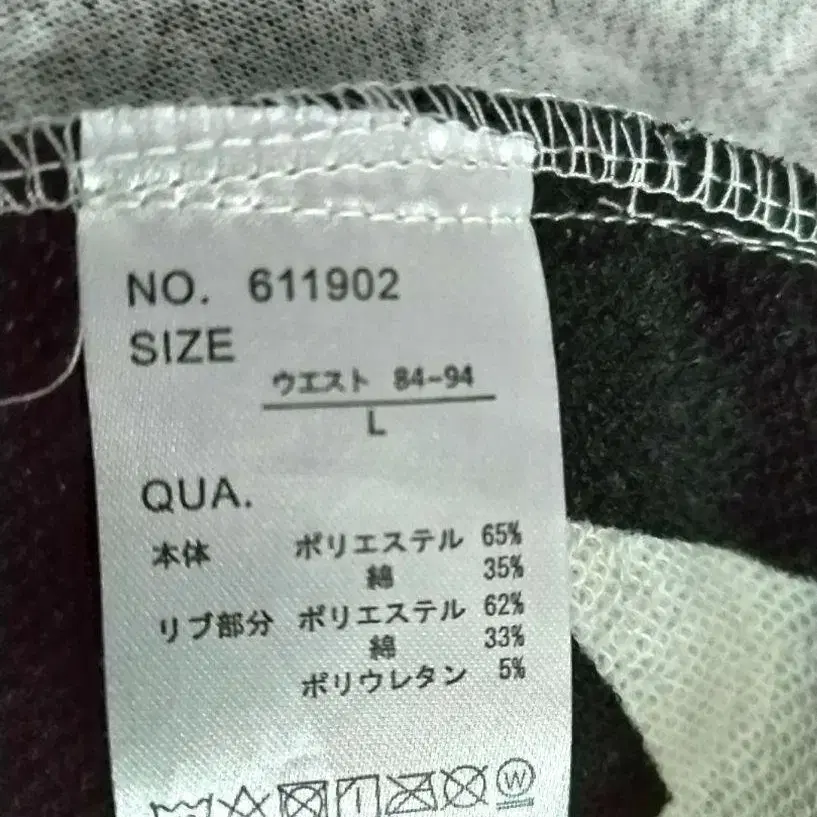 NO. 611902
SIZE
ウエスト 84-94
L
QUA.
本体 ポリエステル 65%
綿 35%
リブ部分 ポリエステル 62%
綿 33%
ポリウレタン 5%
W